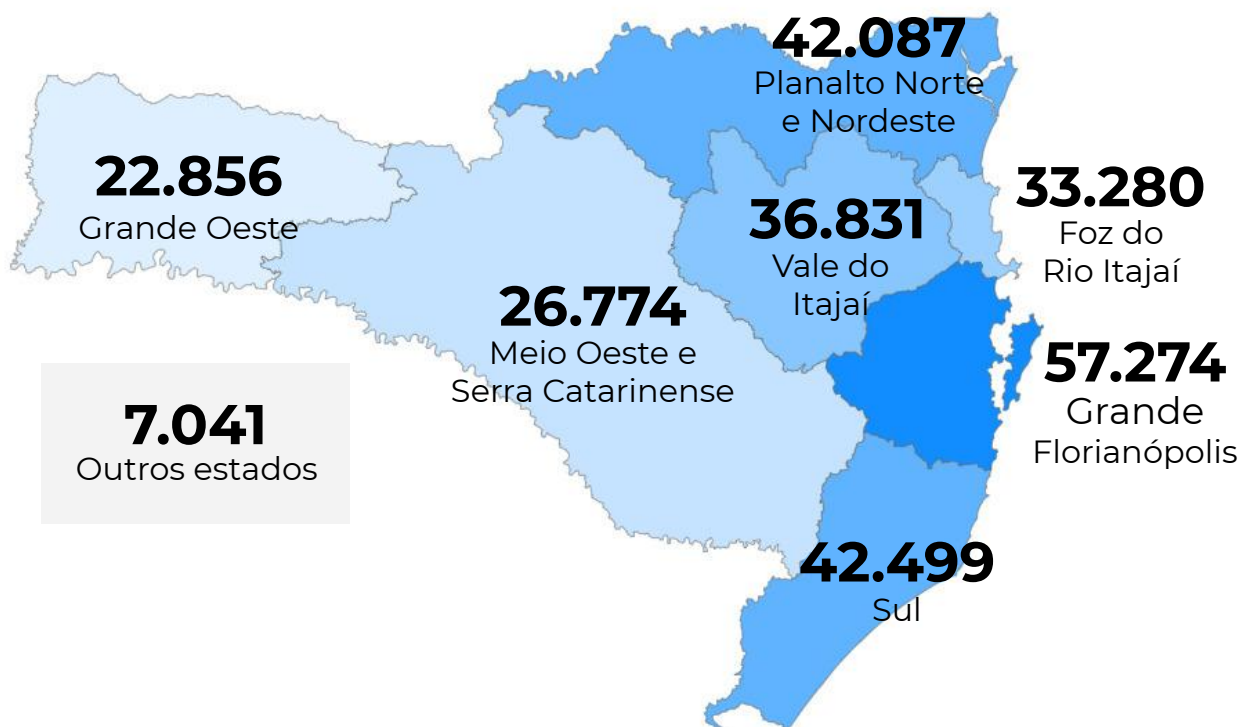 42.087
Planalto Norte
e Nordeste
22.856
Grande Oeste
36.831
Vale do
Itajaí
33.280
Foz do
Rio Itajaí
26.774
Meio Oeste e
Serra Catarinense
57.274
Grande
Florianópolis
7.041
Outros estados
42.499
Sul